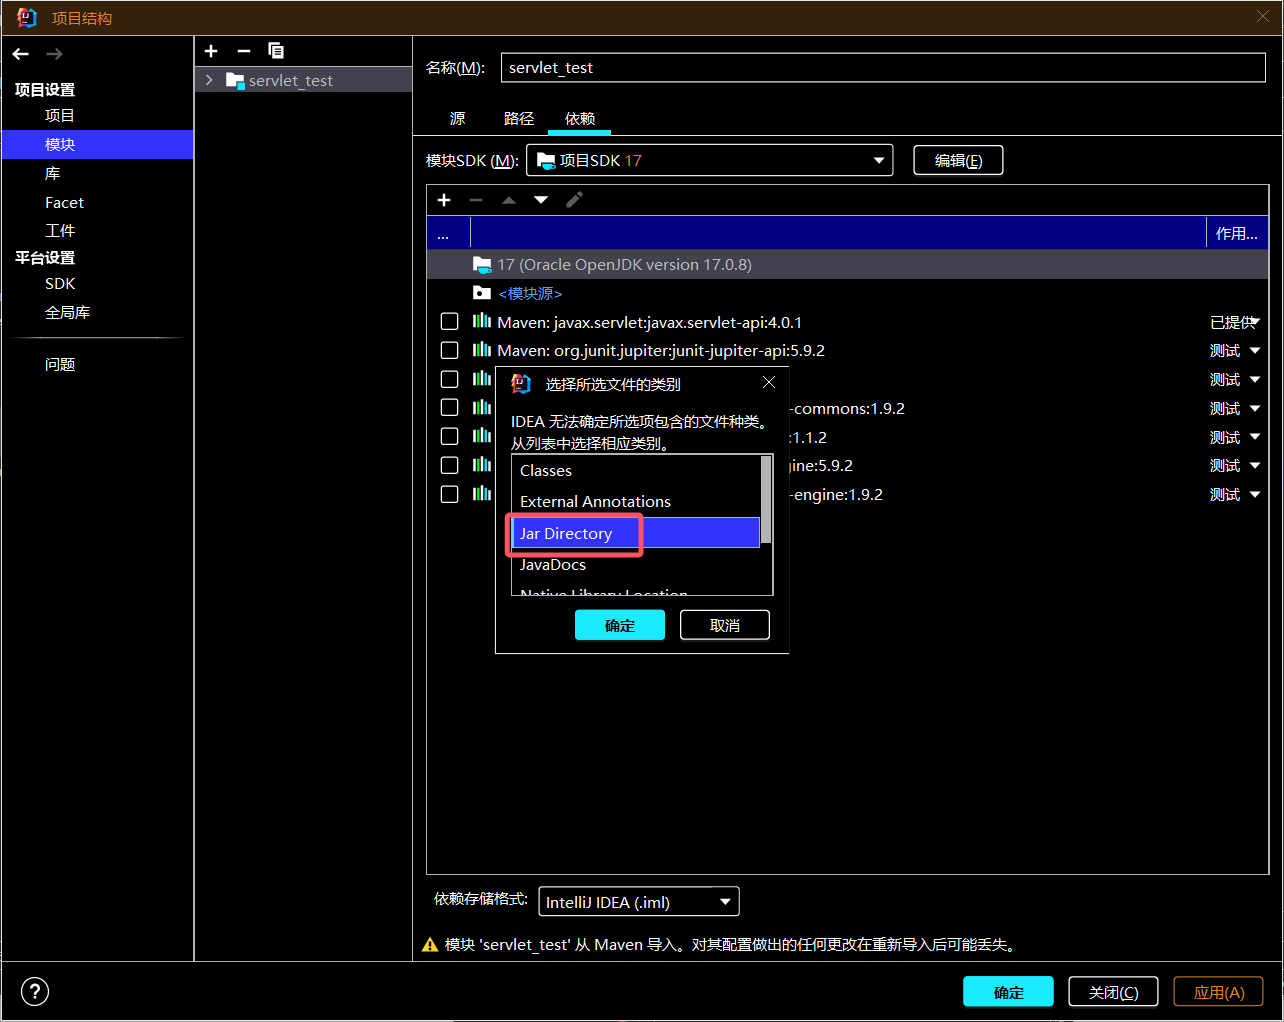 项目结构
项目设置
项目
模块
库
Facet
工件
平台设置
SDK
全局库
问题
servlet_test
名称(M):
servlet_test
源 路径 依赖
模块SDK (M):
项目SDK 17
编辑(E)
...
作用...
17 (Oracle OpenJDK version 17.0.8)
<模块源>
Maven: javax.servlet:javax.servlet-api:4.0.1 已提供
Maven: org.junit.jupiter:junit-jupiter-api:5.9.2 测试
测试
-commons:1.9.2 测试
:1.1.2 测试
jine:5.9.2 测试
-engine:1.9.2 测试
选择所选文件的类别
IDEA 无法确定所选项包含的文件种类。
从列表中选择相应类别。
Classes
External Annotations
Jar Directory
JavaDocs
Native Library Location
确定 取消
依赖存储格式:
IntelliJ IDEA (.iml)
模块 'servlet_test' 从 Maven 导入。对其配置做出的任何更改在重新导入后可能丢失。
?
确定 关闭(C) 应用(A)